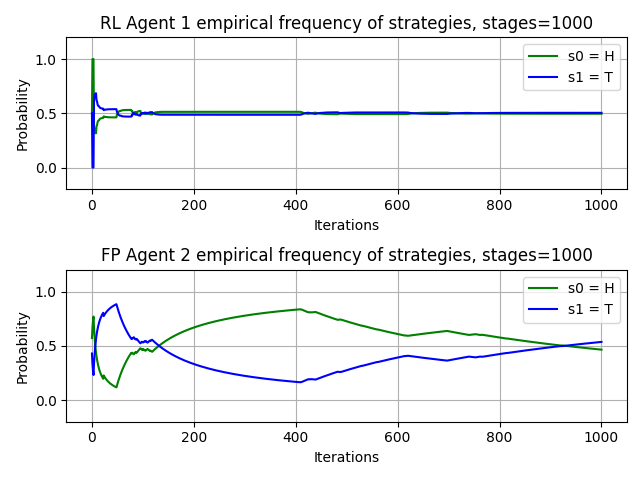 RL Agent 1 empirical frequency of strategies, stages=1000
Probability
1.0
0.5
0.0
s0 = H
s1 = T
0 200 400 600 800 1000
Iterations
FP Agent 2 empirical frequency of strategies, stages=1000
Probability
1.0
0.5
0.0
s0 = H
s1 = T
0 200 400 600 800 1000
Iterations